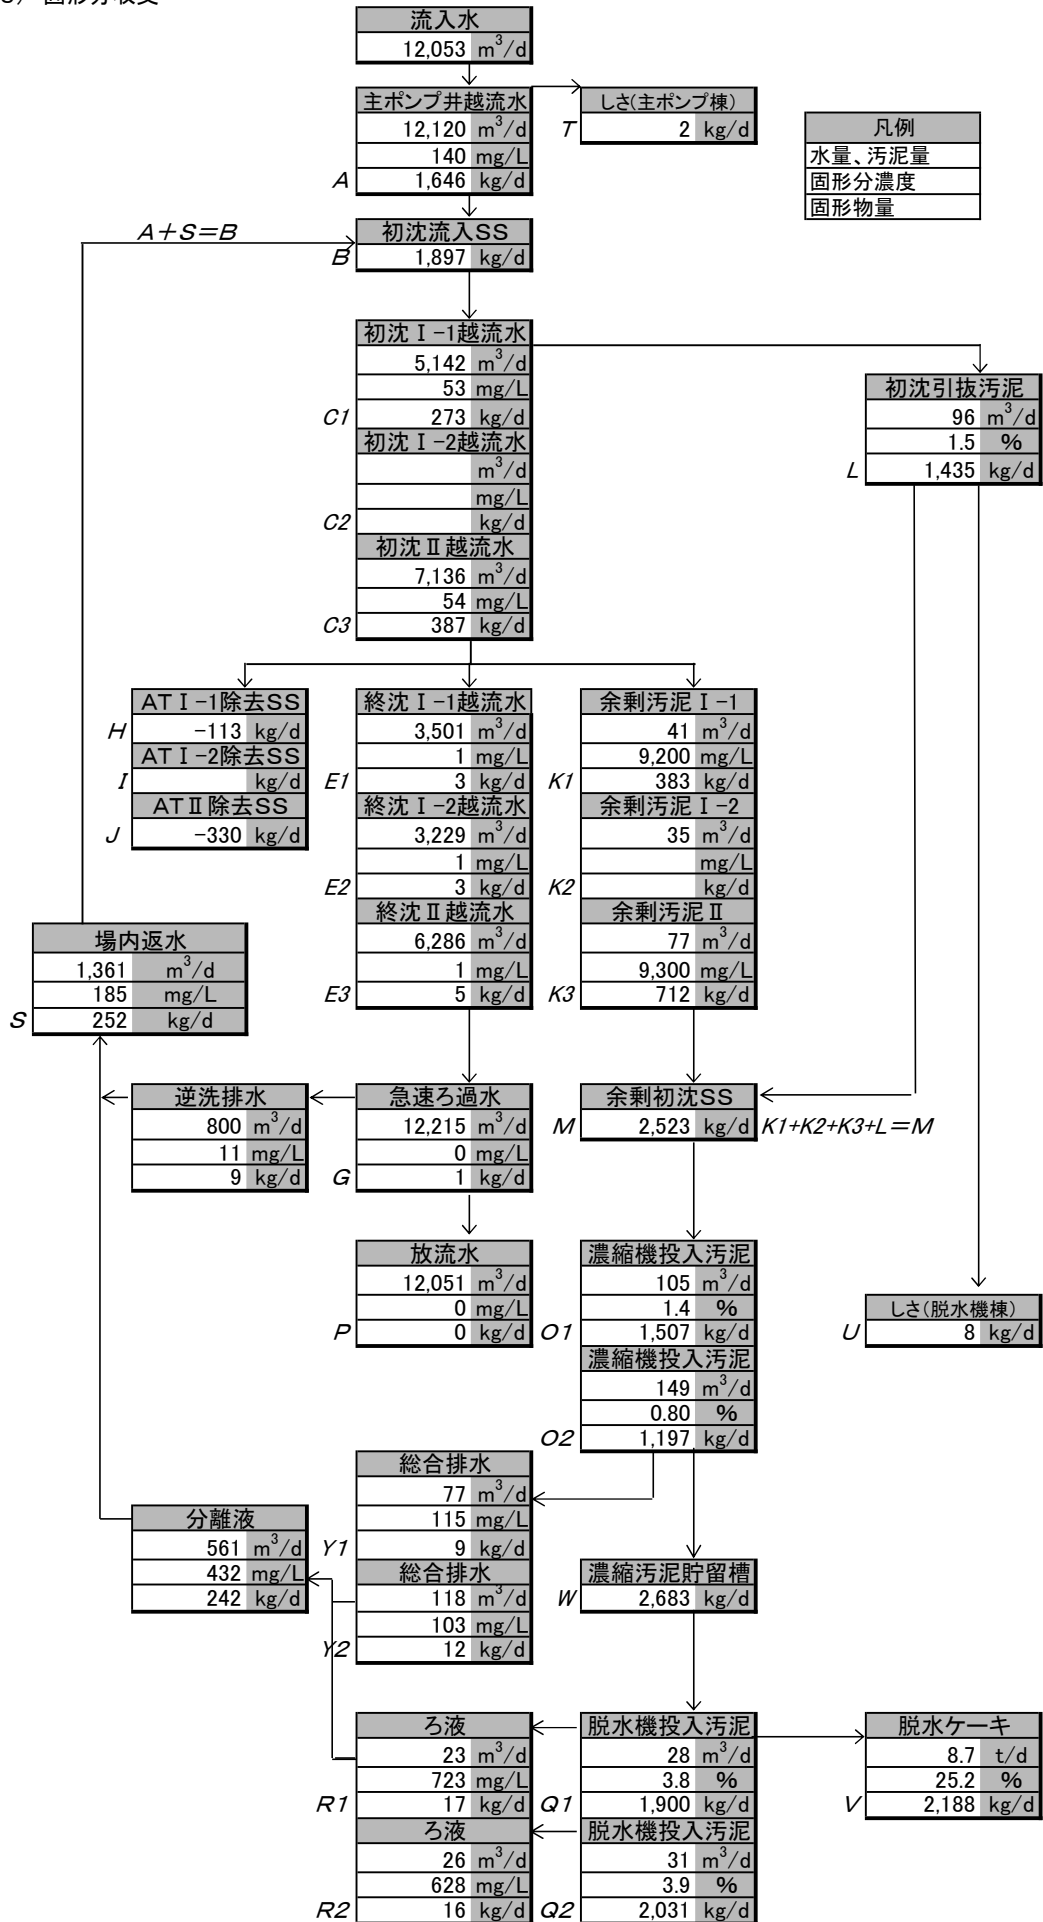 流入水
12,053 m³/d
主ポンプ井越流水
12,120 m³/d
140 mg/L
A 1,646 kg/d
しさ(主ポンプ棟)
T 2 kg/d
凡例
水量、汚泥量
固形分濃度
固形物量
A+S=B
初沈流入SS
B 1,897 kg/d
初沈Ⅰ-1越流水
5,142 m³/d
53 mg/L
C1 273 kg/d
初沈Ⅰ-2越流水
m³/d
mg/L
C2 kg/d
初沈Ⅱ越流水
7,136 m³/d
54 mg/L
C3 387 kg/d
初沈引抜汚泥
96 m³/d
1.5 %
L 1,435 kg/d
ATⅠ-1除去SS
H -113 kg/d
ATⅠ-2除去SS
I kg/d
ATⅡ除去SS
J -330 kg/d
終沈Ⅰ-1越流水
3,501 m³/d
1 mg/L
E1 3 kg/d
終沈Ⅰ-2越流水
3,229 m³/d
1 mg/L
E2 3 kg/d
終沈Ⅱ越流水
6,286 m³/d
1 mg/L
E3 5 kg/d
余剰汚泥Ⅰ-1
41 m³/d
9,200 mg/L
K1 383 kg/d
余剰汚泥Ⅰ-2
35 m³/d
mg/L
K2 kg/d
余剰汚泥Ⅱ
77 m³/d
9,300 mg/L
K3 712 kg/d
場内返水
1,361 m³/d
185 mg/L
S 252 kg/d
逆洗排水
800 m³/d
11 mg/L
9 kg/d
急速ろ過水
12,215 m³/d
0 mg/L
G 1 kg/d
余剰初沈SS
M 2,523 kg/d K1+K2+K3+L=M
放流水
12,051 m³/d
0 mg/L
P 0 kg/d
濃縮機投入汚泥
105 m³/d
1.4 %
O1 1,507 kg/d
濃縮機投入汚泥
149 m³/d
0.80 %
O2 1,197 kg/d
しさ(脱水機棟)
U 8 kg/d
総合排水
77 m³/d
115 mg/L
Y1 9 kg/d
総合排水
118 m³/d
103 mg/L
Y2 12 kg/d
分離液
561 m³/d
432 mg/L
242 kg/d
濃縮汚泥貯留槽
W 2,683 kg/d
ろ液
23 m³/d
723 mg/L
R1 17 kg/d
ろ液
26 m³/d
628 mg/L
R2 16 kg/d
脱水機投入汚泥
28 m³/d
3.8 %
Q1 1,900 kg/d
脱水機投入汚泥
31 m³/d
3.9 %
Q2 2,031 kg/d
脱水ケーキ
8.7 t/d
25.2 %
V 2,188 kg/d